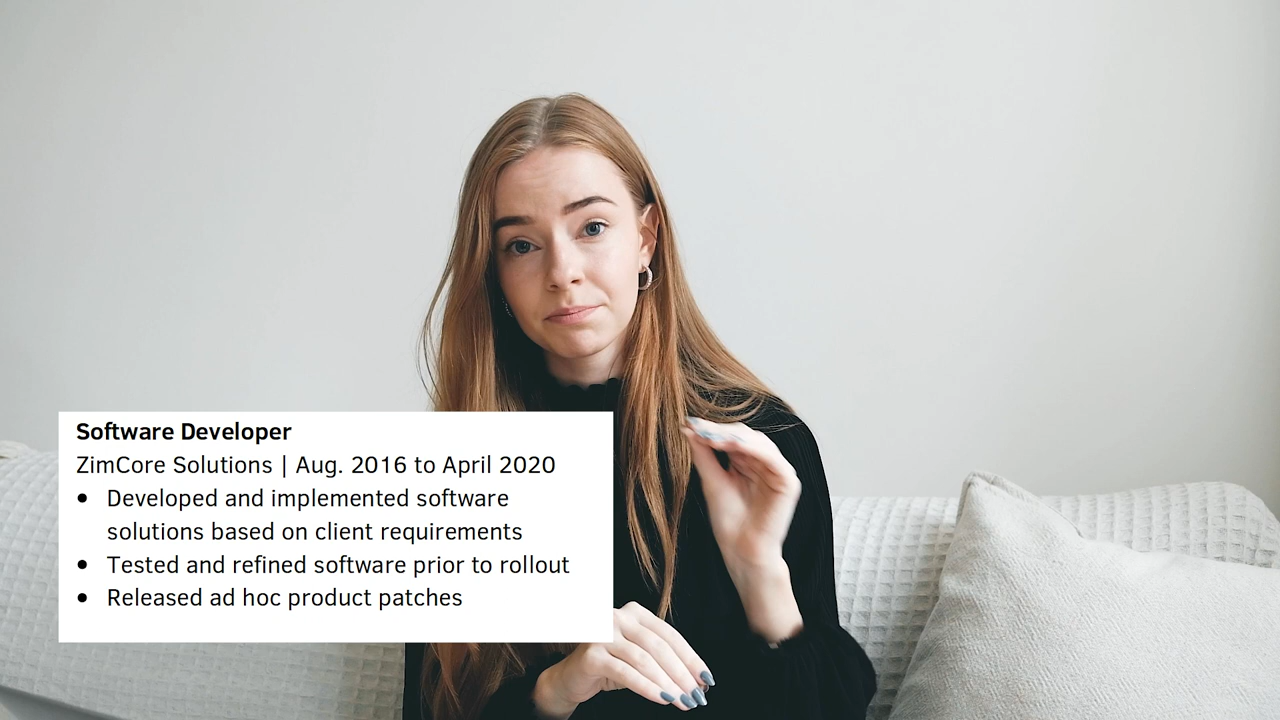 Software Developer
ZimCore Solutions | Aug. 2016 to April 2020
• Developed and implemented software
solutions based on client requirements
• Tested and refined software prior to rollout
• Released ad hoc product patches